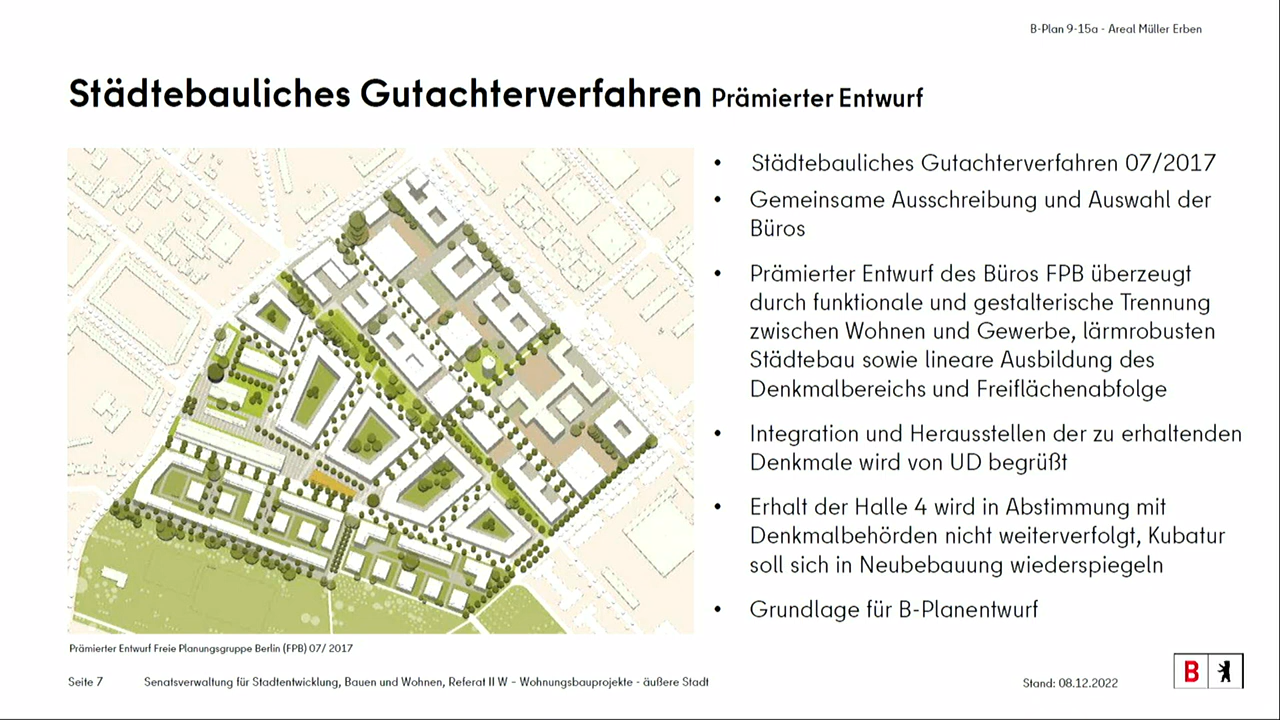 B-Plan 9-15a - Areal Müller Erben
Städtebauliches Gutachterverfahren Prämierter Entwurf
• Städtebauliches Gutachterverfahren 07/2017
• Gemeinsame Ausschreibung und Auswahl der
Büros
• Prämierter Entwurf des Büros FPB überzeugt
durch funktionale und gestalterische Trennung
zwischen Wohnen und Gewerbe, lärmrobusten
Städtebau sowie lineare Ausbildung des
Denkmalbereichs und Freiflächenabfolge
• Integration und Herausstellen der zu erhaltenden
Denkmale wird von UD begrüßt
• Erhalt der Halle 4 wird in Abstimmung mit
Denkmalbehörden nicht weiterverfolgt, Kubatur
soll sich in Neubebauung wiederspiegeln
• Grundlage für B-Planentwurf
Prämierter Entwurf Freie Planungsgruppe Berlin (FPB) 07/ 2017
Seite 7 Senatsverwaltung für Stadtentwicklung, Bauen und Wohnen, Referat II W – Wohnungsbauprojekte - äußere Stadt
Stand: 08.12.2022
B